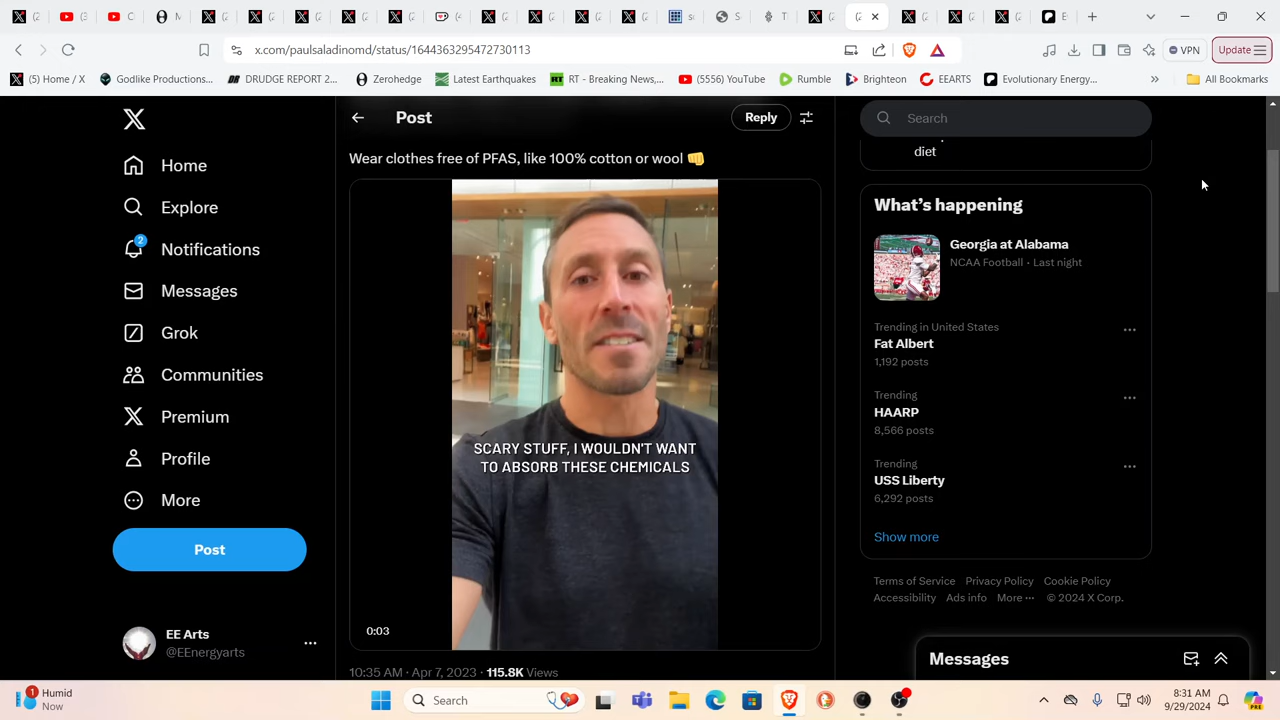 (3
C
M
(4
se
S
T
E
x.com/paulsaladinomd/status/1644363295472730113
VPN
Update
(5) Home / X
Godlike Productions...
DRUDGE REPORT 2...
Zerohedge
Latest Earthquakes
RT - Breaking News,...
(5556) YouTube
Rumble
Brighteon
EEARTS
Evolutionary Energy...
All Bookmarks
Home
Explore
2
Notifications
Messages
Grok
Communities
Premium
Profile
More
Post
EE Arts
@EEnergyarts
Post
Reply
Wear clothes free of PFAS, like 100% cotton or wool 👊
SCARY STUFF, I WOULDN'T WANT
TO ABSORB THESE CHEMICALS
0:03
10:35 AM · Apr 7, 2023 · 115.8K Views
Search
diet
What's happening
Georgia at Alabama
NCAA Football · Last night
Trending in United States
Fat Albert
1,192 posts
Trending
HAARP
8,566 posts
Trending
USS Liberty
6,292 posts
Show more
Terms of Service Privacy Policy Cookie Policy
Accessibility Ads info More ··· © 2024 X Corp.
Messages
1
Humid
Now
Search
8:31 AM
9/29/2024
PRE